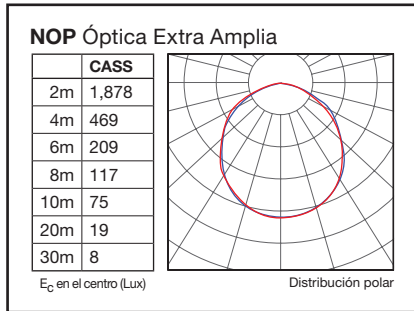 NOP Óptica Extra Amplia
CASS
2m 1,878
4m 469
6m 209
8m 117
10m 75
20m 19
30m 8
EC en el centro (Lux)
Distribución polar